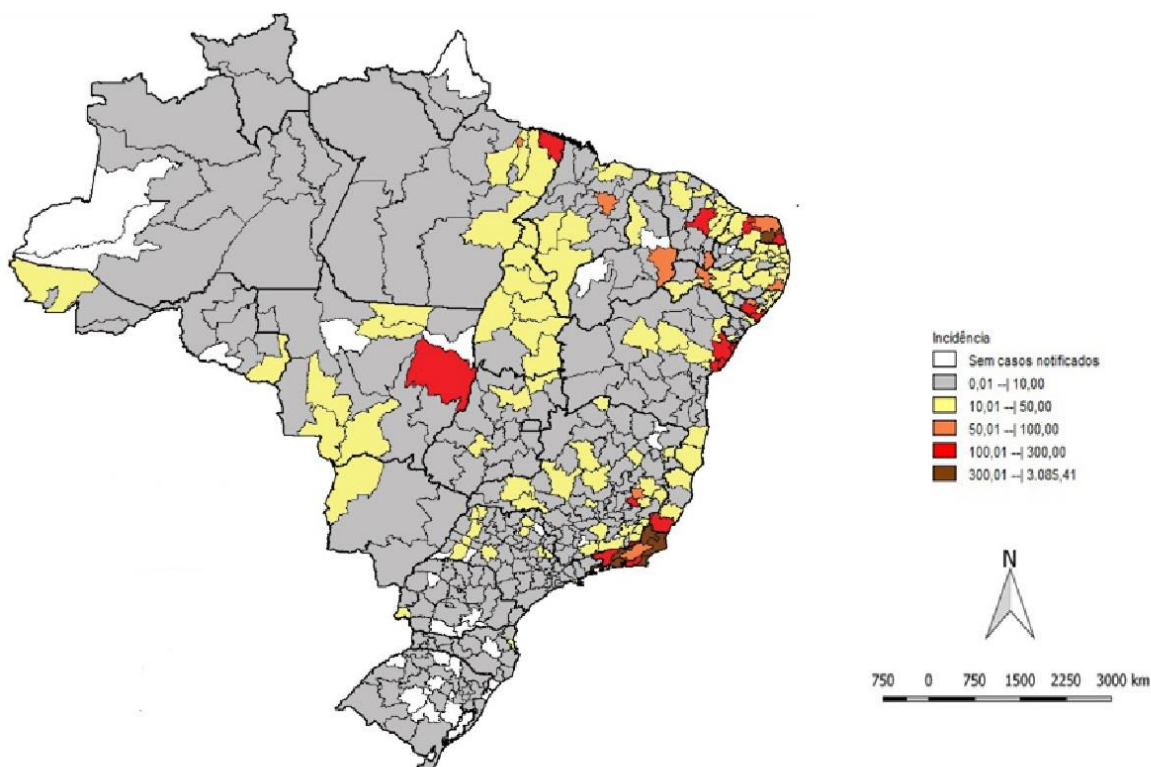 Incidência
Sem casos notificados
0,01 --| 10,00
10,01 --| 50,00
50,01 --| 100,00
100,01 --| 300,00
300,01 --| 3.085,41
N
750 0 750 1500 2250 3000 km